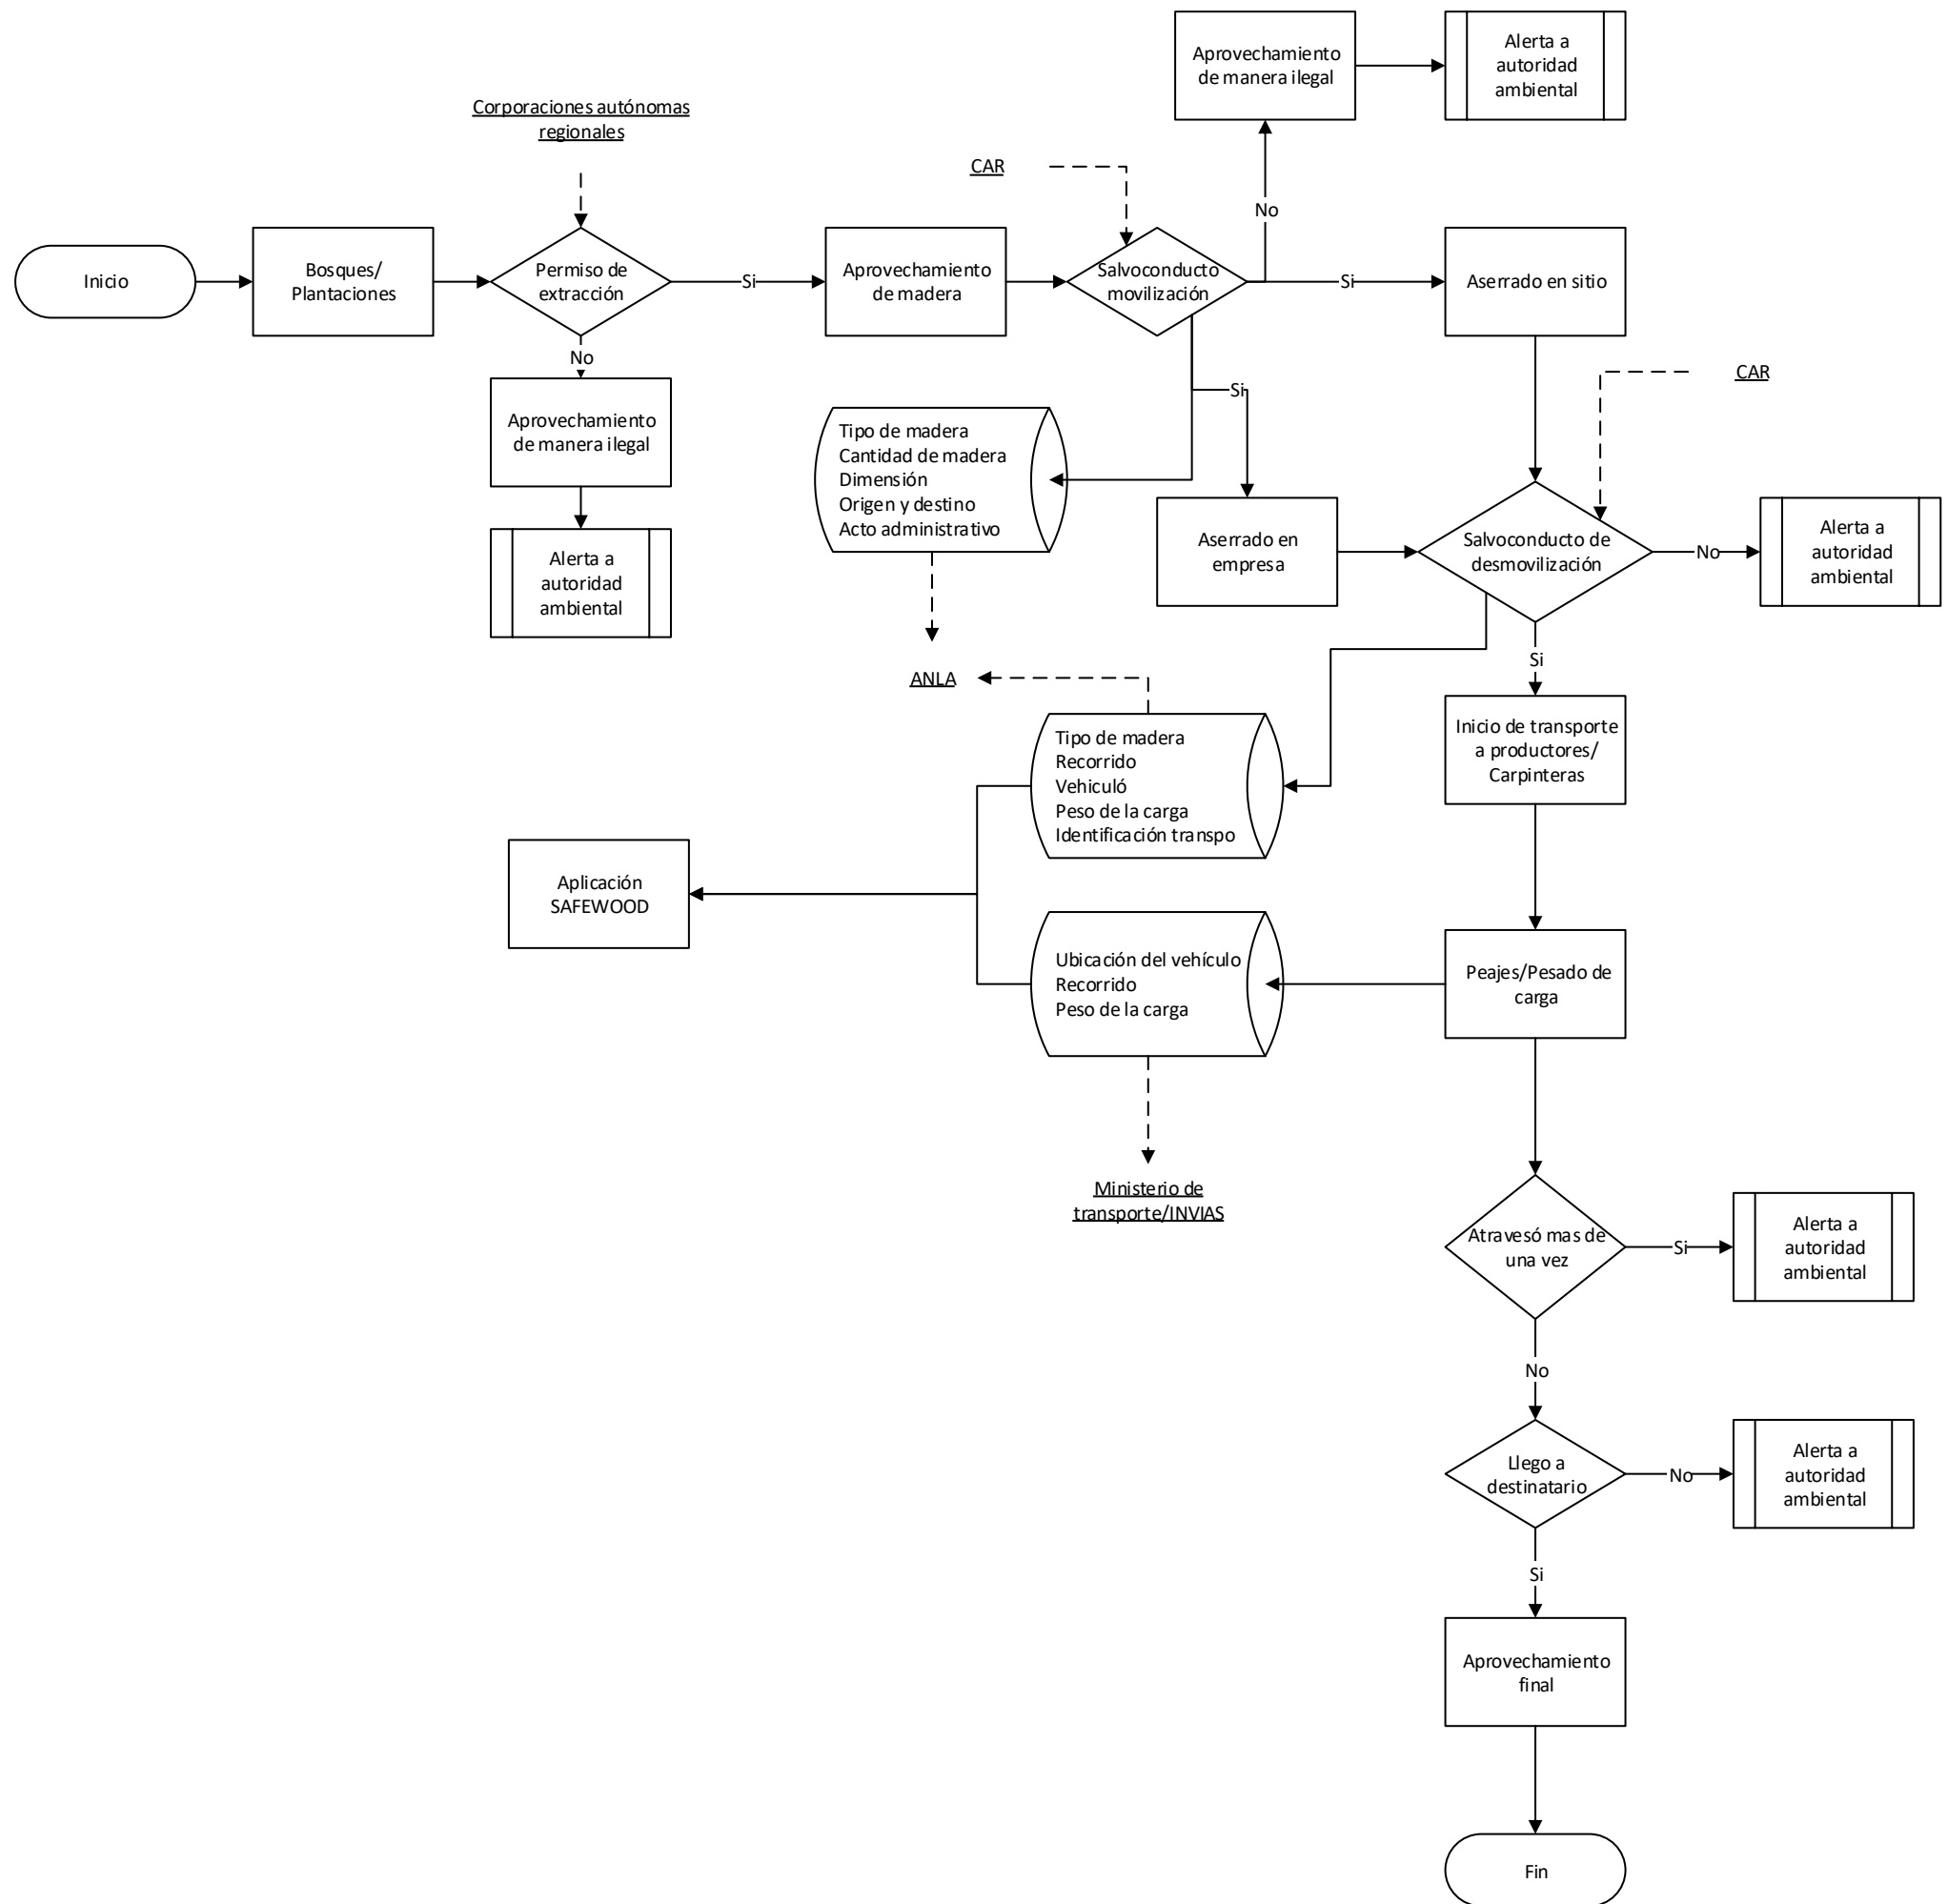 Aprovechamiento
de manera ilegal
Alerta a
autoridad
ambiental
Corporaciones autónomas
regionales
CAR
No
Inicio
Bosques/
Plantaciones
Permiso de
extracción
Si
Aprovechamiento
de madera
Salvoconducto
movilización
Si
Aserrado en sitio
No
Aprovechamiento
de manera ilegal
Si
CAR
Tipo de madera
Cantidad de madera
Dimensión
Origen y destino
Acto administrativo
Alerta a
autoridad
ambiental
Aserrado en
empresa
Salvoconducto de
desmovilización
No
Alerta a
autoridad
ambiental
Si
ANLA
Tipo de madera
Recorrido
Vehiculó
Peso de la carga
Identificación transpo
Inicio de transporte
a productores/
Carpinteras
Aplicación
SAFEWOOD
Ubicación del vehículo
Recorrido
Peso de la carga
Peajes/Pesado de
carga
Ministerio de
transporte/INVIAS
Atravesó mas de
una vez
Si
Alerta a
autoridad
ambiental
No
Llego a
destinatario
No
Alerta a
autoridad
ambiental
Si
Aprovechamiento
final
Fin